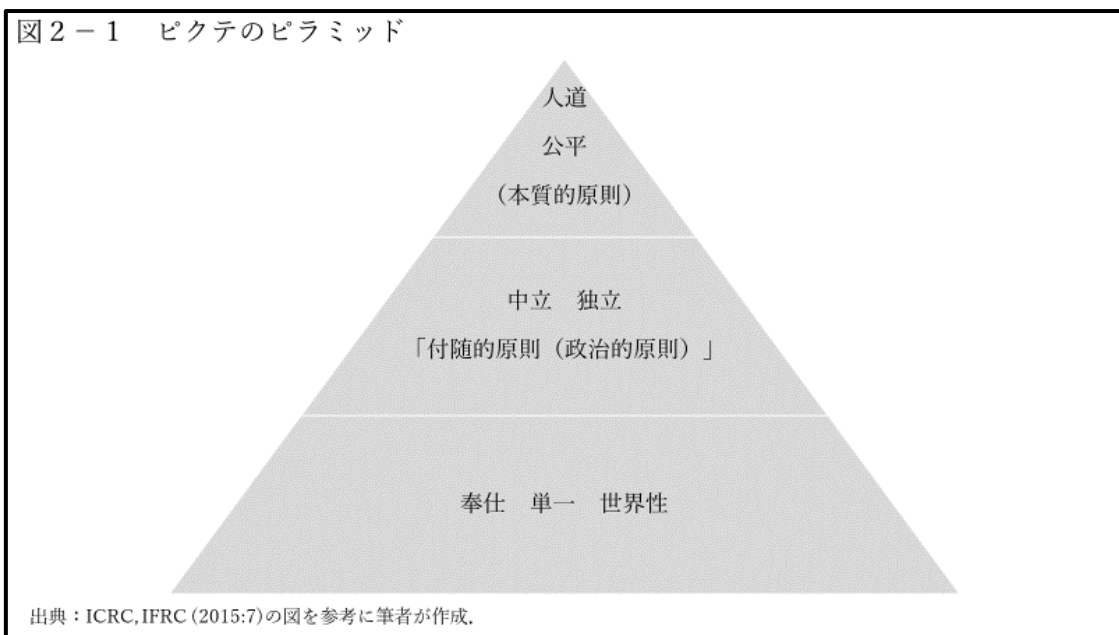 図2－1　ピクテのピラミッド
人道
公平
（本質的原則）
中立　独立
「付随的原則（政治的原則）」
奉仕　単一　世界性
出典：ICRC,IFRC (2015:7)の図を参考に筆者が作成.